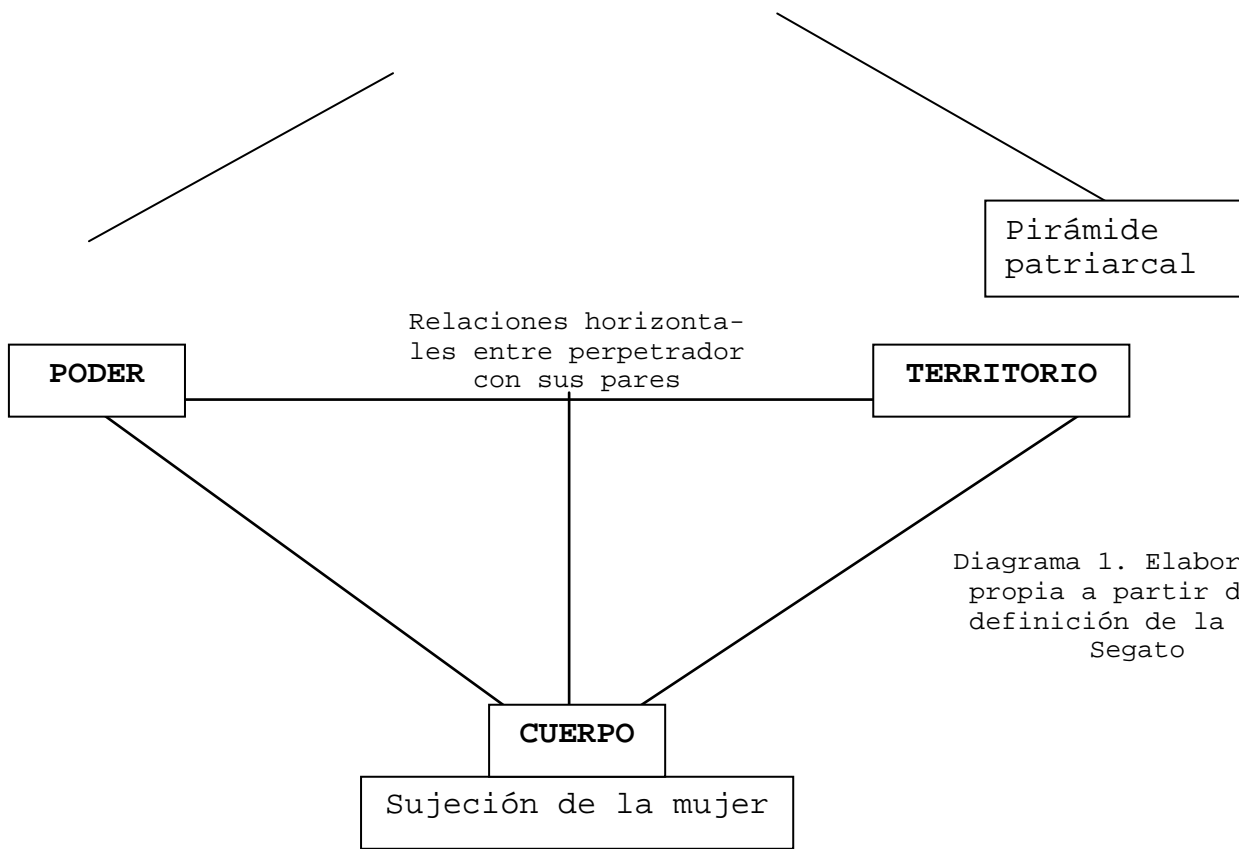 Pirámide
patriarcal
Relaciones horizonta-
les entre perpetrador
con sus pares
PODER
TERRITORIO
Diagrama 1. Elabor
propia a partir d
definición de la
Segato
CUERPO
Sujeción de la mujer